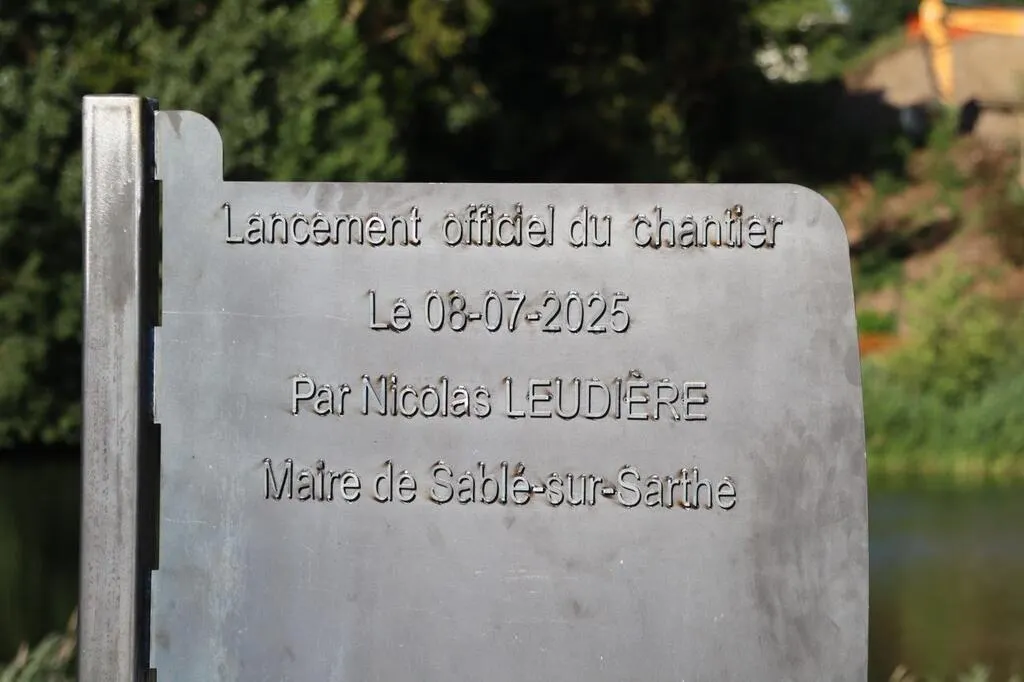 Lancement officiel du chantier
Le 08-07-2025
Par Nicolas LEUDIÈRE
Maire de Sablé-sur-Sarthe